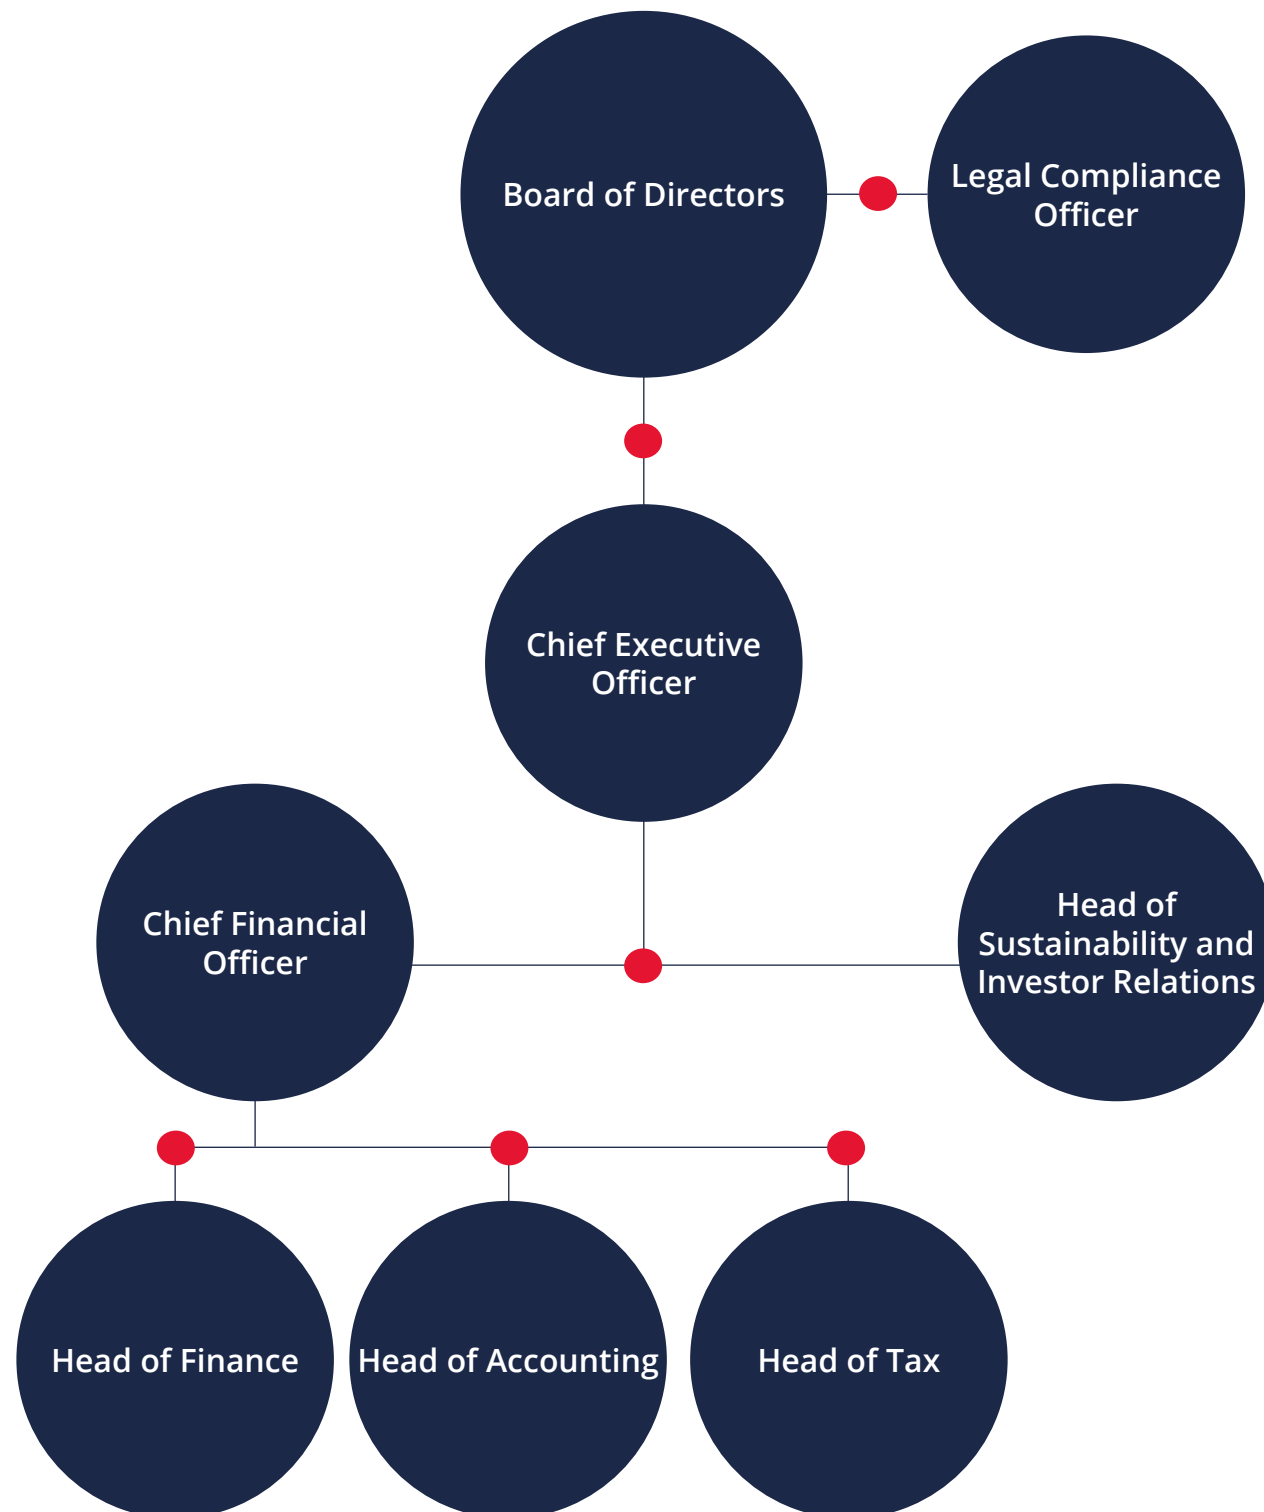 Board of Directors
Legal Compliance
Officer
Chief Executive
Officer
Chief Financial
Officer
Head of
Sustainability and
Investor Relations
Head of Finance
Head of Accounting
Head of Tax